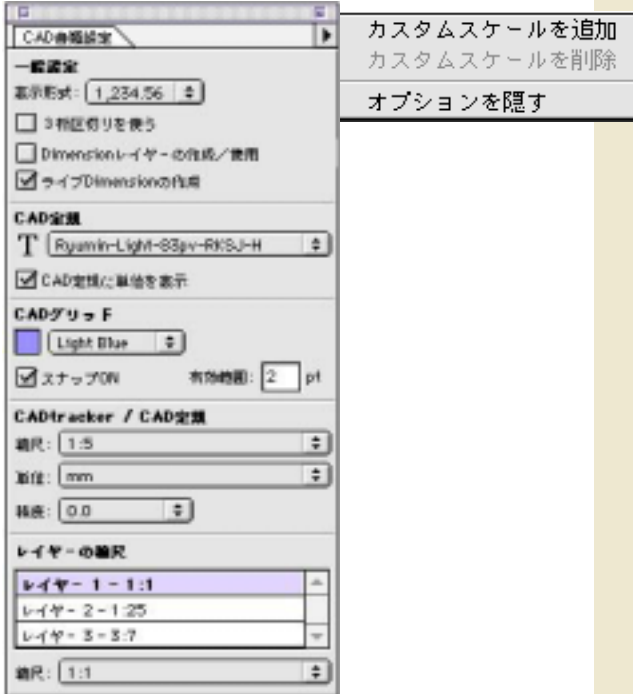 CAD各種設定
カスタムスケールを追加
カスタムスケールを削除
オプションを隠す
一般設定
表示形式: 1,234.56
3桁区切りを使う
Dimensionレイヤーの作成/使用
ライブDimensionの作成
CAD定規
T Ryumin-Light-83pv-RKSJ-H
CAD定規に単位を表示
CADグリッド
Light Blue
スナップON 有効範囲: 2 pt
CADtracker / CAD定規
縮尺: 1:5
単位: mm
精度: 0.0
レイヤーの縮尺
レイヤー 1 - 1:1
レイヤー 2 - 1:25
レイヤー 3 - 3:7
縮尺: 1:1